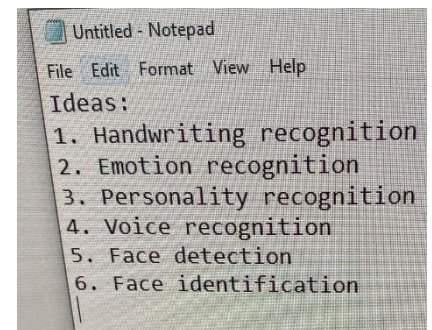 Untitled - Notepad
File Edit Format View Help
Ideas:
1. Handwriting recognition
2. Emotion recognition
3. Personality recognition
4. Voice recognition
5. Face detection
6. Face identification